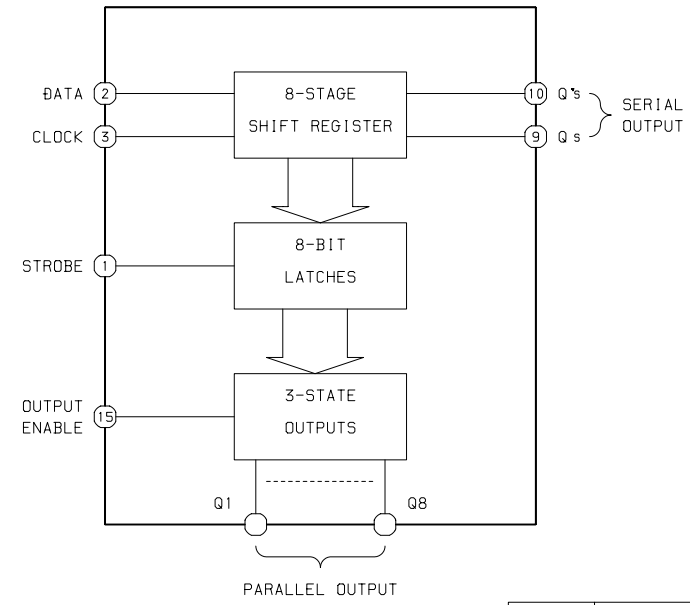 DATA 2 8-STAGE 10 Q's
SHIFT REGISTER
CLOCK 3 9 Qs
SERIAL
OUTPUT
8-BIT
LATCHES
STROBE 1
3-STATE
OUTPUTS
OUTPUT
ENABLE
15
Q1 Q8
PARALLEL OUTPUT